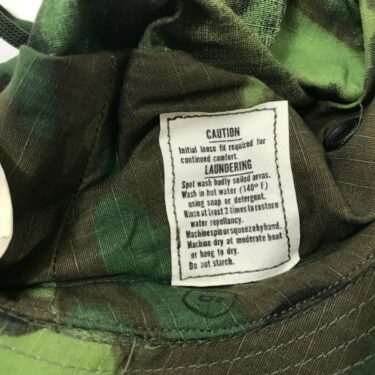 CAUTION
Initial loose fit required for
continued comfort.
LAUNDERING
Spot wash badly soiled areas.
Wash in hot water (140° F)
using soap or detergent.
Rinse at least 3 times to restore
water repellancy.
Machine spin or squeeze by hand.
Machine dry at moderate heat
or hang to dry.
Do not starch.